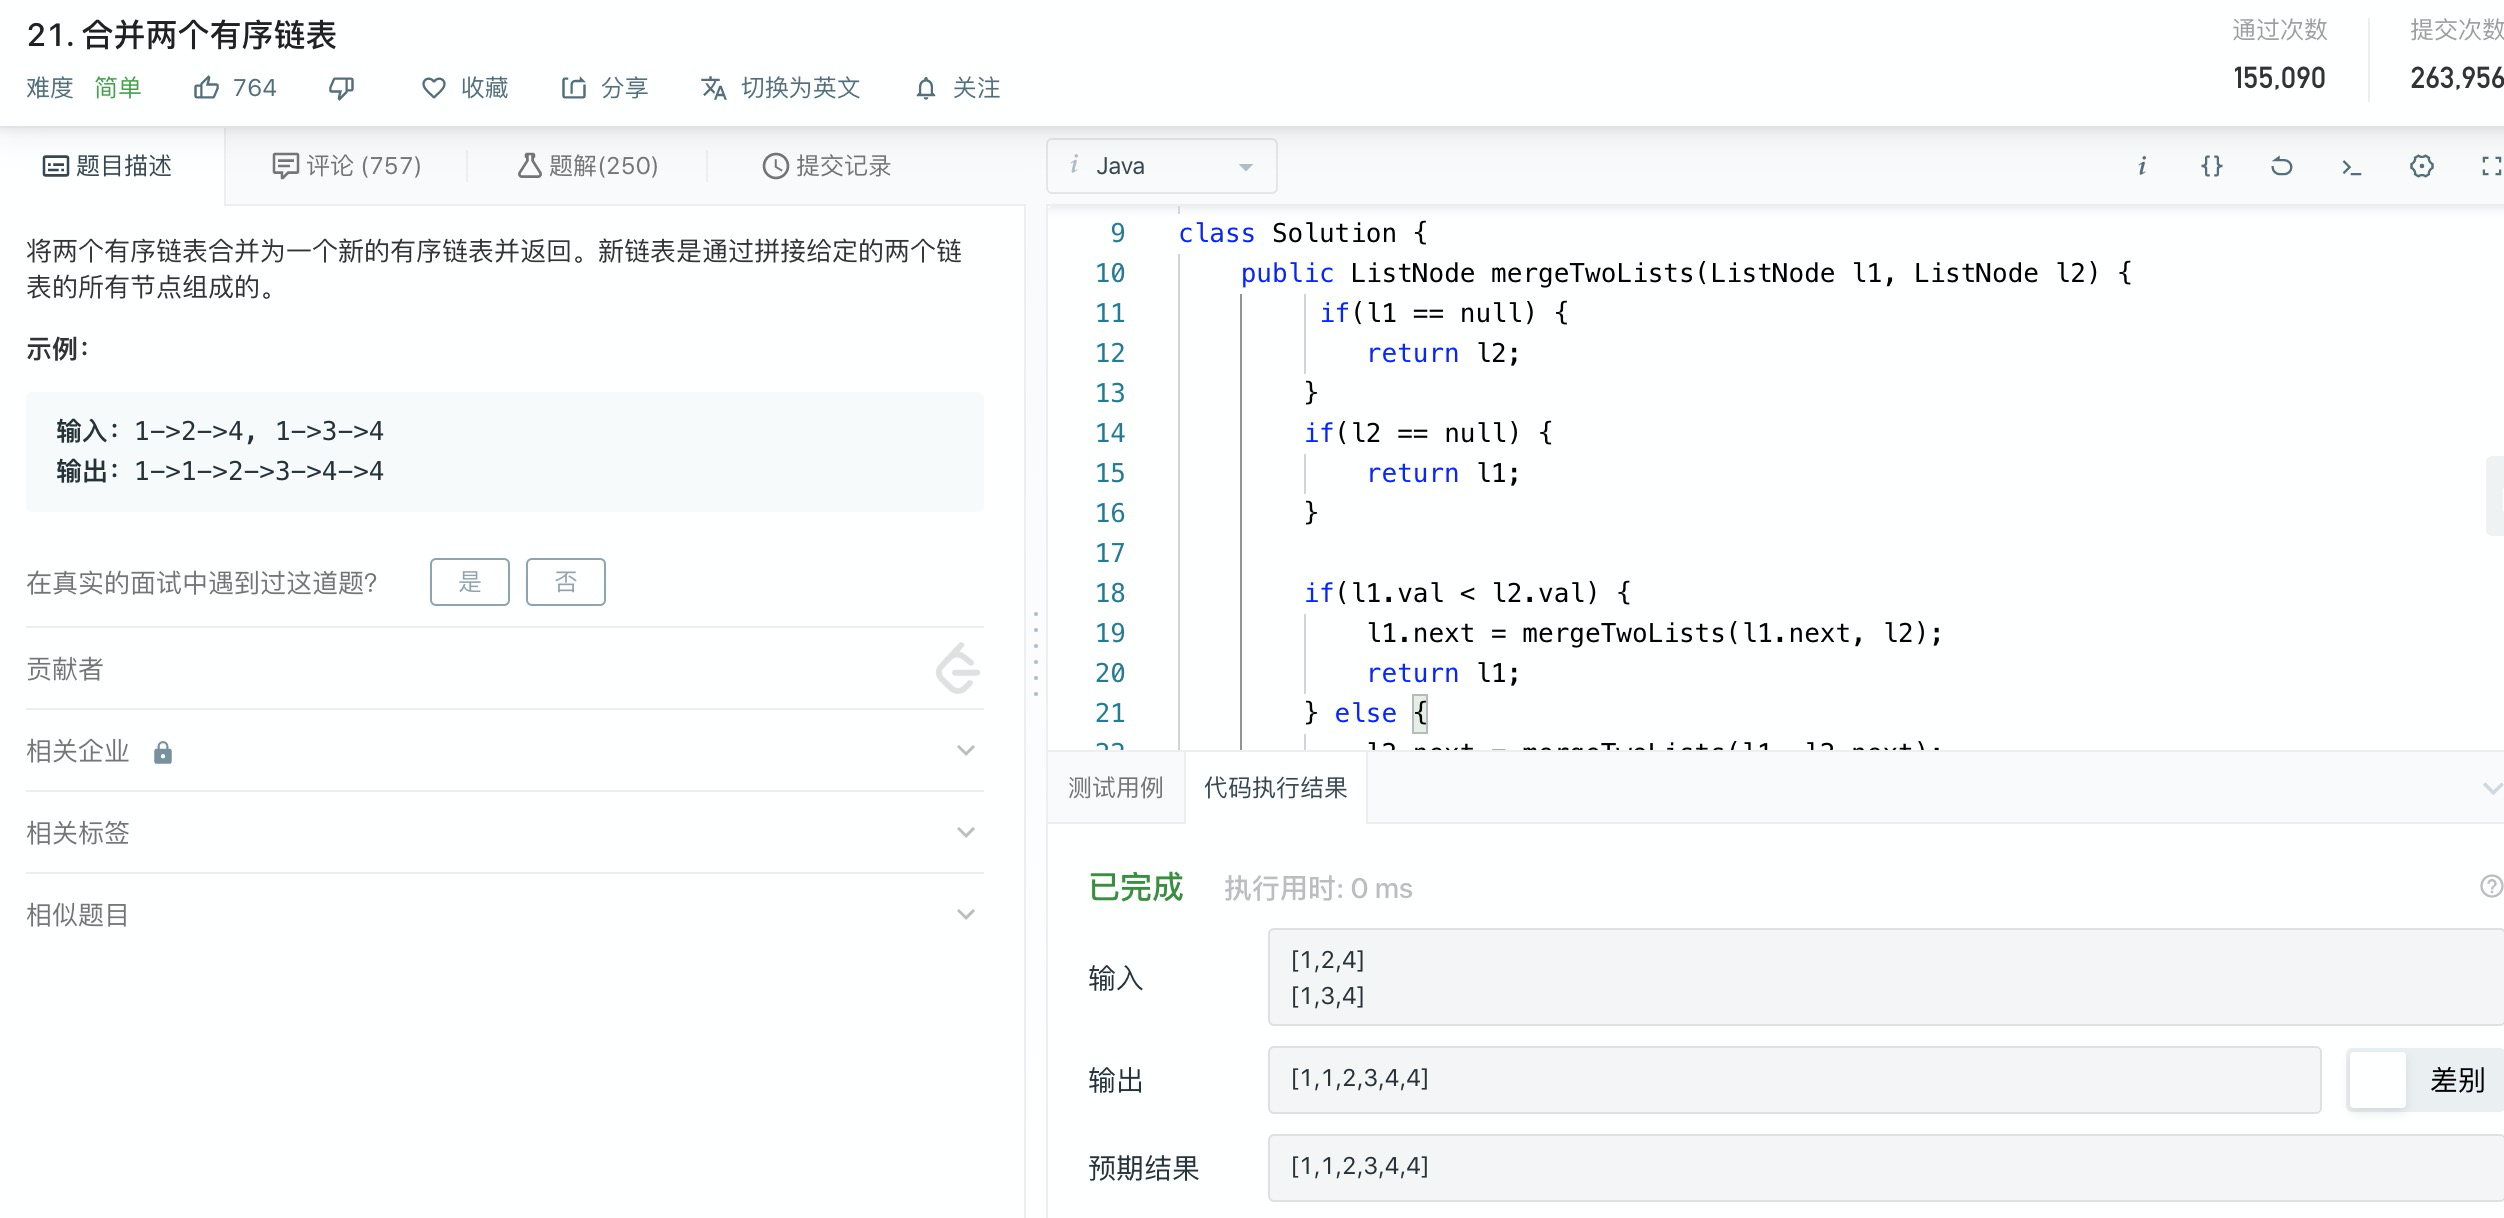 21. 合并两个有序链表
难度 简单 764 收藏 分享 切换为英文 关注
通过次数 提交次数
155,090 263,956
题目描述 评论 (757) 题解(250) 提交记录
将两个有序链表合并为一个新的有序链表并返回。新链表是通过拼接给定的两个链
表的所有节点组成的。
示例：
输入：1->2->4, 1->3->4
输出：1->1->2->3->4->4
在真实的面试中遇到过这道题? 是 否
贡献者
相关企业
相关标签
相似题目
i Java
9 class Solution {
10 public ListNode mergeTwoLists(ListNode l1, ListNode l2) {
11 if(l1 == null) {
12 return l2;
13 }
14 if(l2 == null) {
15 return l1;
16 }
17
18 if(l1.val < l2.val) {
19 l1.next = mergeTwoLists(l1.next, l2);
20 return l1;
21 } else {
22 l2.next = mergeTwoLists(l1, l2.next);
测试用例 代码执行结果
已完成 执行用时: 0 ms
输入
[1,2,4]
[1,3,4]
输出 [1,1,2,3,4,4] 差别
预期结果 [1,1,2,3,4,4]